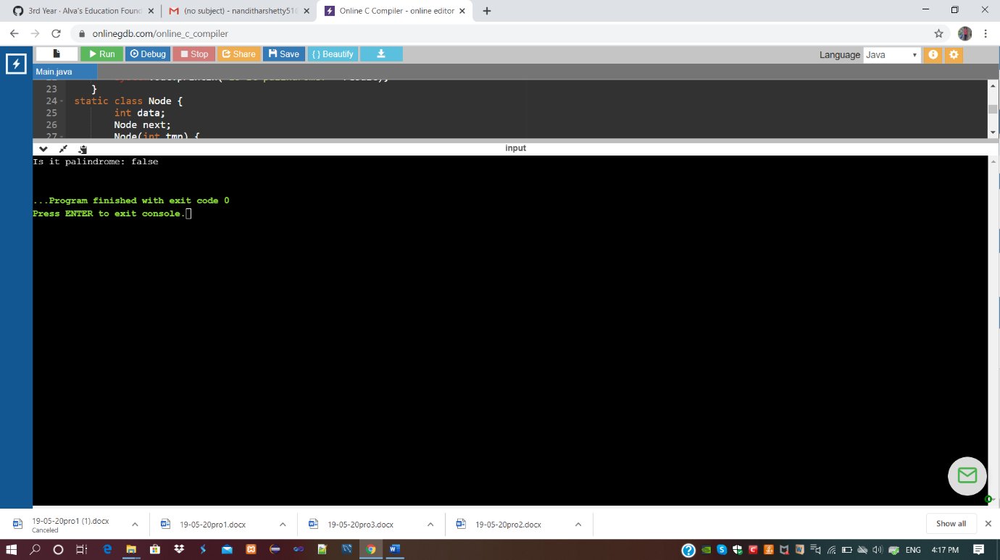 3rd Year · Alva's Education Found
(no subject) - nanditharshetty516
Online C Compiler - online editor
onlinegdb.com/online_c_compiler
Run Debug Stop Share Save { } Beautify
Language Java
Main.java
23 }
24 static class Node {
25 int data;
26 Node next;
27 Node(int tmp) {
input
Is it palindrome: false
...Program finished with exit code 0
Press ENTER to exit console.
19-05-20pro1 (1).docx
Canceled
19-05-20pro1.docx
19-05-20pro3.docx
19-05-20pro2.docx
Show all
ENG 4:17 PM